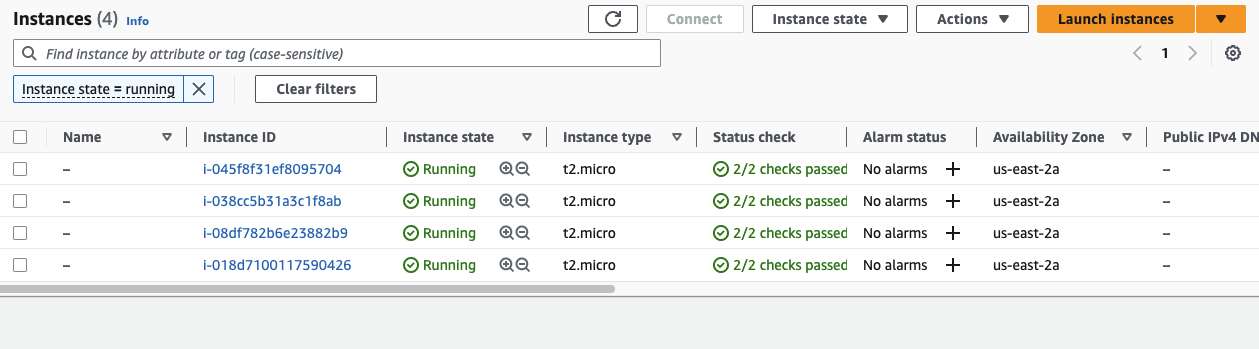 Instances (4) Info Connect Instance state Actions Launch instances
Find instance by attribute or tag (case-sensitive) 1
Instance state = running Clear filters
Name Instance ID Instance state Instance type Status check Alarm status Availability Zone Public IPv4 DN
– i-045f8f31ef8095704 Running t2.micro 2/2 checks passed No alarms + us-east-2a –
– i-038cc5b31a3c1f8ab Running t2.micro 2/2 checks passed No alarms + us-east-2a –
– i-08df782b6e23882b9 Running t2.micro 2/2 checks passed No alarms + us-east-2a –
– i-018d7100117590426 Running t2.micro 2/2 checks passed No alarms + us-east-2a –